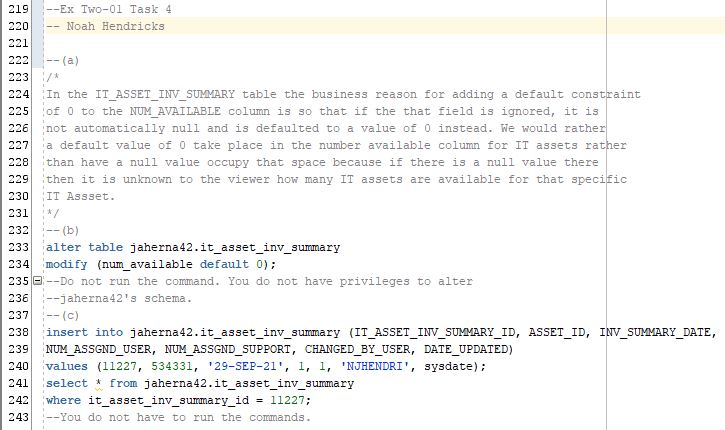 219 --Ex Two-01 Task 4
220 -- Noah Hendricks
221
222 --(a)
223 /*
224 In the IT_ASSET_INV_SUMMARY table the business reason for adding a default constraint
225 of 0 to the NUM_AVAILABLE column is so that if the that field is ignored, it is
226 not automatically null and is defaulted to a value of 0 instead. We would rather
227 a default value of 0 take place in the number available column for IT assets rather
228 than have a null value occupy that space because if there is a null value there
229 then it is unknown to the viewer how many IT assets are available for that specific
230 IT Assset.
231 */
232 --(b)
233 alter table jaherna42.it_asset_inv_summary
234 modify (num_available default 0);
235 --Do not run the command. You do not have privileges to alter
236 --jaherna42's schema.
237 --(c)
238 insert into jaherna42.it_asset_inv_summary (IT_ASSET_INV_SUMMARY_ID, ASSET_ID, INV_SUMMARY_DATE,
239 NUM_ASSGND_USER, NUM_ASSGND_SUPPORT, CHANGED_BY_USER, DATE_UPDATED)
240 values (11227, 534331, '29-SEP-21', 1, 1, 'NJHENDRI', sysdate);
241 select * from jaherna42.it_asset_inv_summary
242 where it_asset_inv_summary_id = 11227;
243 --You do not have to run the commands.